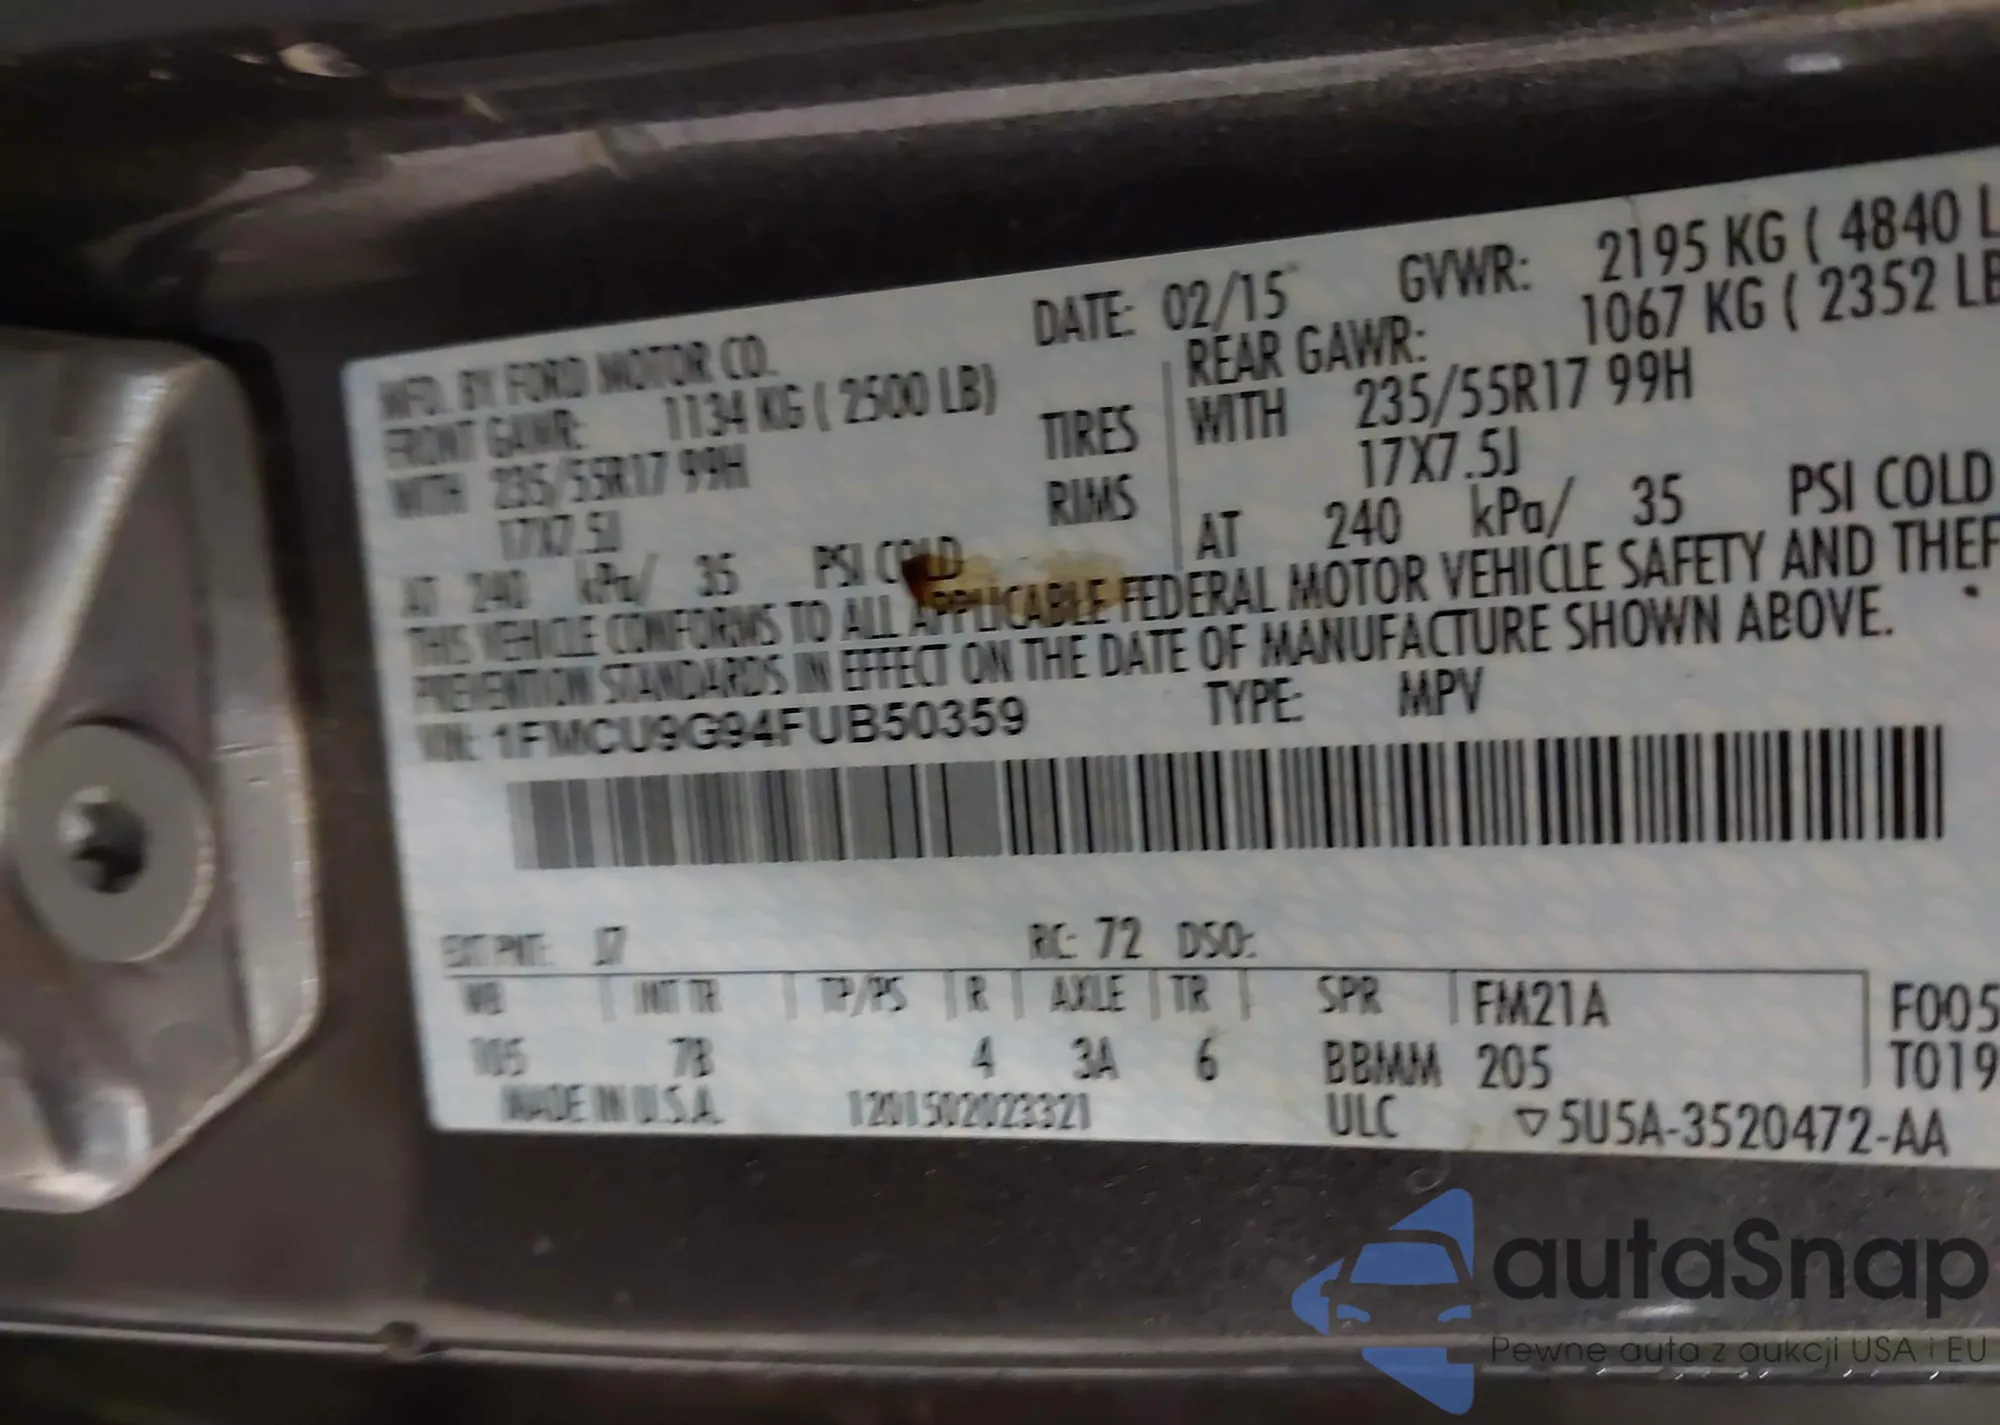 MFD. BY FORD MOTOR CO. DATE: 02/15 GVWR: 2195 KG ( 4840 L
FRONT GAWR: 1134 KG ( 2500 LB) REAR GAWR: 1067 KG ( 2352 LB
WITH 235/55R17 99H TIRES WITH 235/55R17 99H
17X7.5J RIMS 17X7.5J
AT 240 kPa/ 35 PSI COLD AT 240 kPa/ 35 PSI COLD
THIS VEHICLE CONFORMS TO ALL APPLICABLE FEDERAL MOTOR VEHICLE SAFETY AND THEF
PREVENTION STANDARDS IN EFFECT ON THE DATE OF MANUFACTURE SHOWN ABOVE.
VIN: 1FMCU9G94FUB50359 TYPE: MPV
EXT PNT: J7 RC: 72 DSO:
WB INT TR TP/PS R AXLE TR SPR FM21A F005
105 7B 4 3A 6 BBMM 205 T019
MADE IN U.S.A. 1201502023321 ULC ▽5U5A-3520472-AA
autaSnap
Pewne auta z aukcji USA i EU